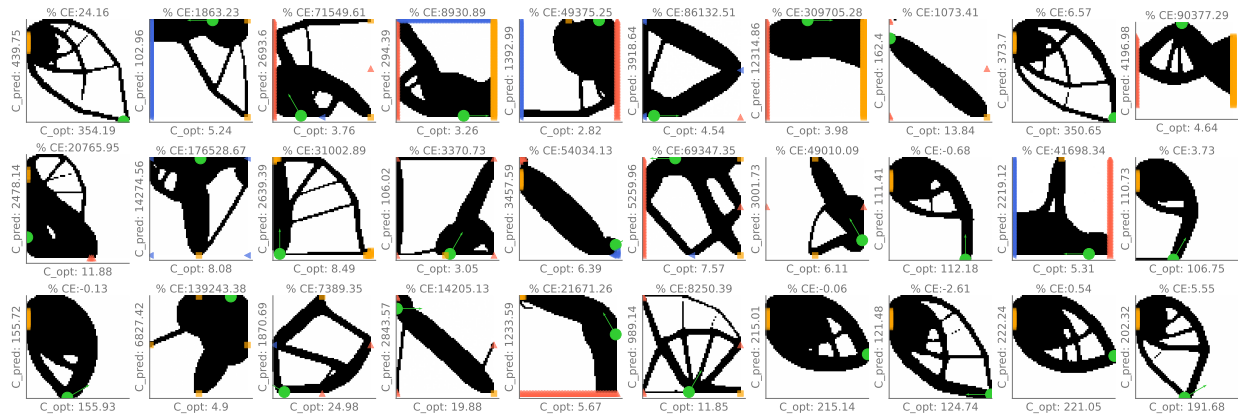 % CE:24.16
C_pred: 439.75
C_opt: 354.19
% CE:1863.23
C_pred: 102.96
C_opt: 5.24
% CE:71549.61
C_pred: 2693.6
C_opt: 3.76
% CE:8930.89
C_pred: 294.39
C_opt: 3.26
% CE:49375.25
C_pred: 1392.99
C_opt: 2.82
% CE:86132.51
C_pred: 3918.64
C_opt: 4.54
% CE:309705.28
C_pred: 12314.86
C_opt: 3.98
% CE:1073.41
C_pred: 162.4
C_opt: 13.84
% CE:6.57
C_pred: 373.7
C_opt: 350.65
% CE:90377.29
C_pred: 4196.98
C_opt: 4.64
% CE:20765.95
C_pred: 2478.14
C_opt: 11.88
% CE:176528.67
C_pred: 14274.56
C_opt: 8.08
% CE:31002.89
C_pred: 2639.39
C_opt: 8.49
% CE:3370.73
C_pred: 106.02
C_opt: 3.05
% CE:54034.13
C_pred: 3457.59
C_opt: 6.39
% CE:69347.35
C_pred: 5259.96
C_opt: 7.57
% CE:49010.09
C_pred: 3001.73
C_opt: 6.11
% CE:-0.68
C_pred: 111.41
C_opt: 112.18
% CE:41698.34
C_pred: 2219.12
C_opt: 5.31
% CE:3.73
C_pred: 110.73
C_opt: 106.75
% CE:-0.13
C_pred: 155.72
C_opt: 155.93
% CE:139243.38
C_pred: 6827.42
C_opt: 4.9
% CE:7389.35
C_pred: 1870.69
C_opt: 24.98
% CE:14205.13
C_pred: 2843.57
C_opt: 19.88
% CE:21671.26
C_pred: 1233.59
C_opt: 5.67
% CE:8250.39
C_pred: 989.14
C_opt: 11.85
% CE:-0.06
C_pred: 215.01
C_opt: 215.14
% CE:-2.61
C_pred: 121.48
C_opt: 124.74
% CE:0.54
C_pred: 222.24
C_opt: 221.05
% CE:5.55
C_pred: 202.32
C_opt: 191.68